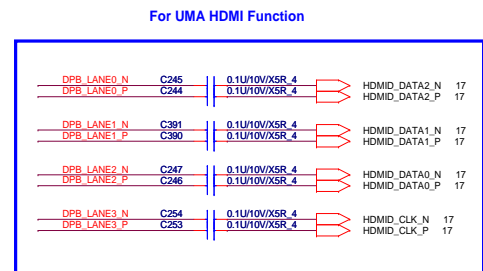 For UMA HDMI Function
DPB_LANE0_N C245 0.1U/10V/X5R_4 HDMID_DATA2_N 17
DPB_LANE0_P C244 0.1U/10V/X5R_4 HDMID_DATA2_P 17
DPB_LANE1_N C391 0.1U/10V/X5R_4 HDMID_DATA1_N 17
DPB_LANE1_P C390 0.1U/10V/X5R_4 HDMID_DATA1_P 17
DPB_LANE2_N C247 0.1U/10V/X5R_4 HDMID_DATA0_N 17
DPB_LANE2_P C246 0.1U/10V/X5R_4 HDMID_DATA0_P 17
DPB_LANE3_N C254 0.1U/10V/X5R_4 HDMID_CLK_N 17
DPB_LANE3_P C253 0.1U/10V/X5R_4 HDMID_CLK_P 17